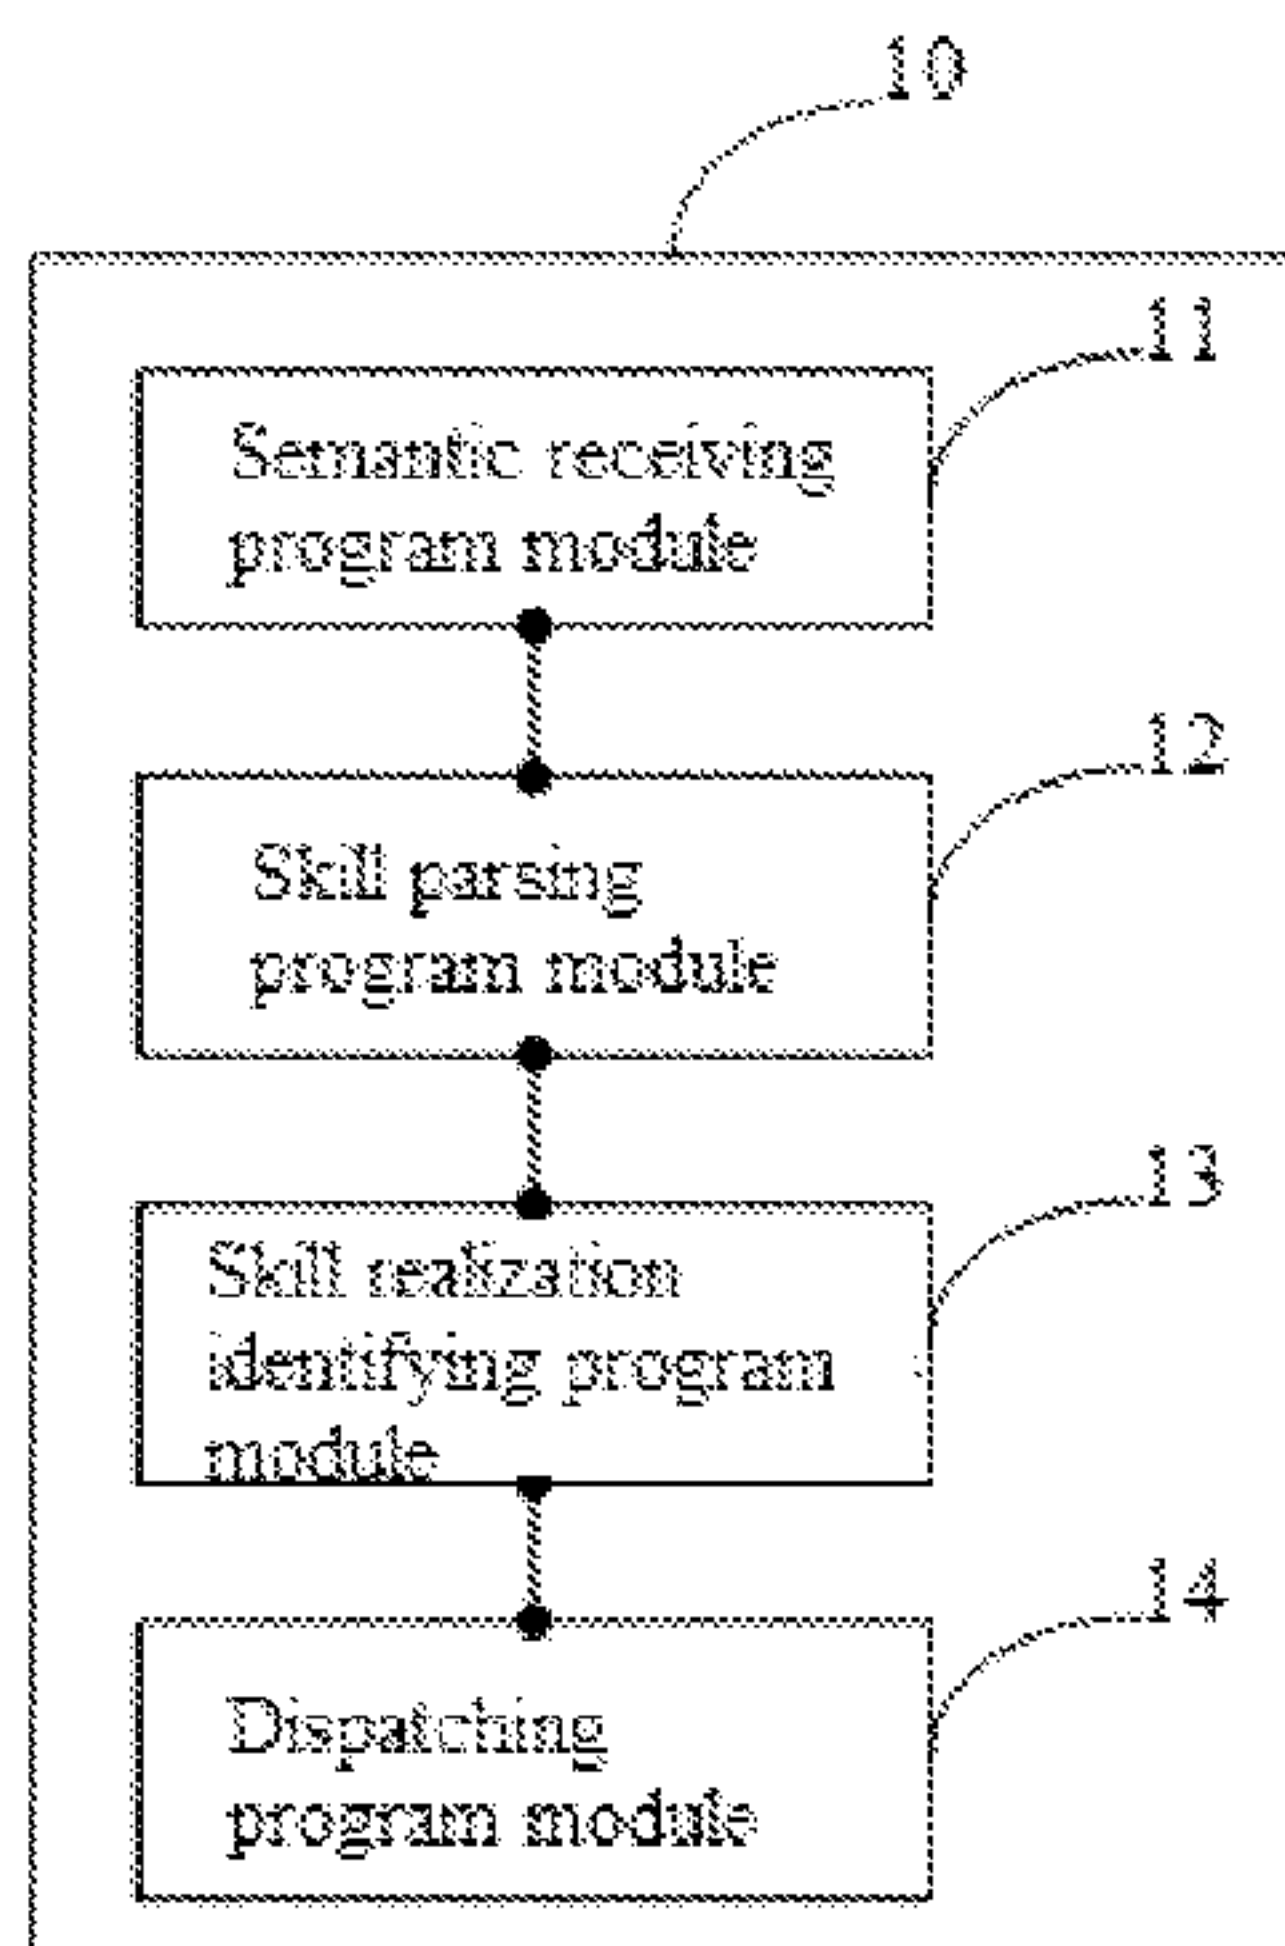 10
11
Semantic receiving
program module
12
Skill parsing
program module
13
Skill realization
identifying program
module
14
Dispatching
program module